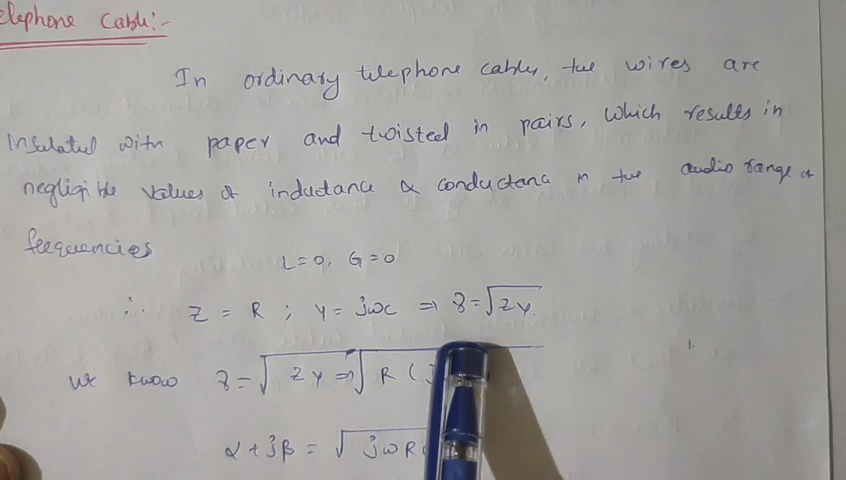 elephone Cable:-
In ordinary telephone cables, the wires are
Insulated with paper and twisted in pairs, which results in
negligible values of inductance & conductance in the audio range of
frequencies
L=0, G=0
∴ Z = R ; Y = jωc ⇒ γ = √ZY.
We know γ = √ZY ⇒ √R (
α + jβ = √jωR